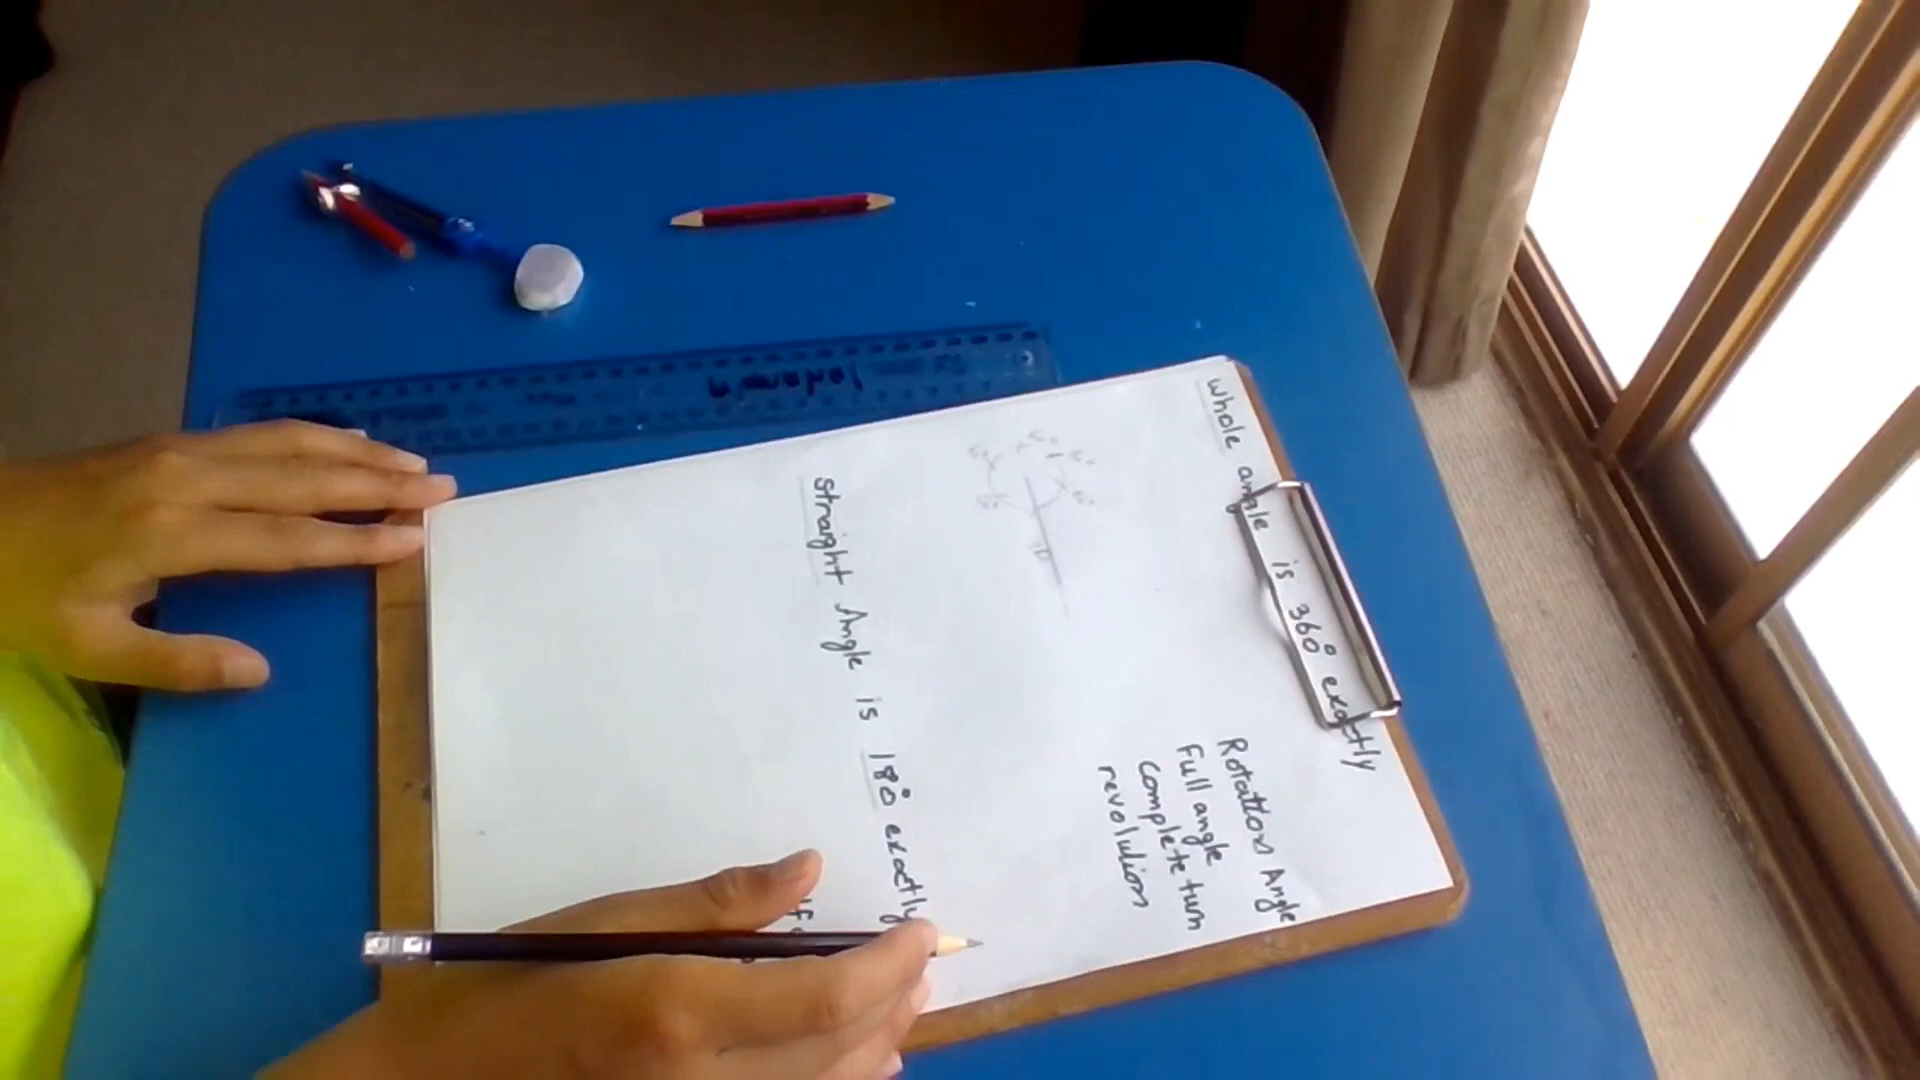 whole angle is 360° exactly
Rotation Angle
Full angle
complete turn
revolution
straight Angle is 180° exactly